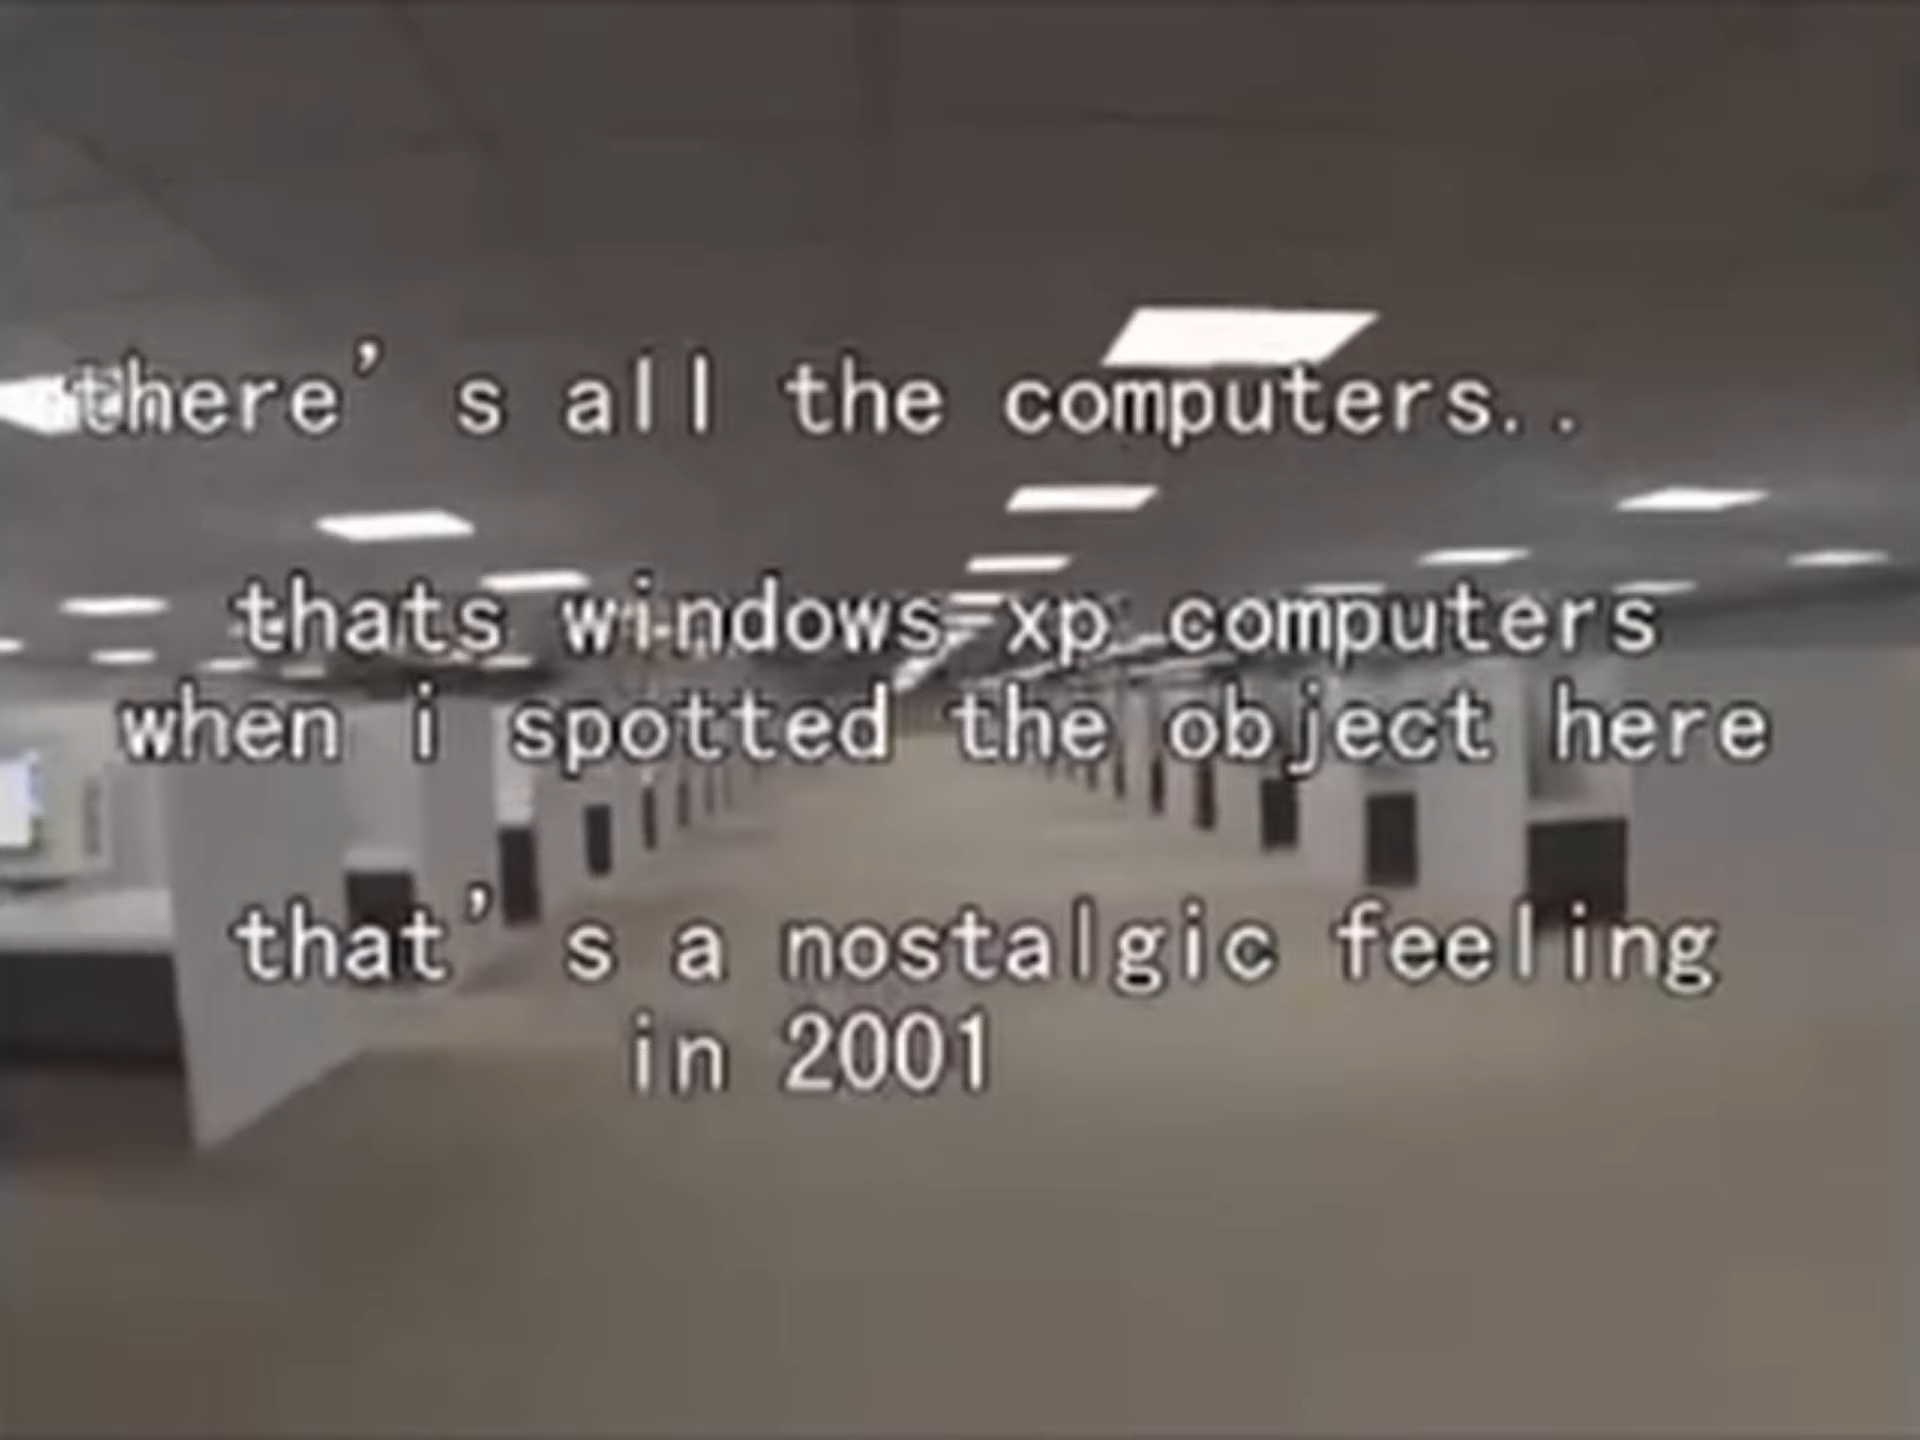 there's all the computers..
thats windows xp computers
when i spotted the object here
that's a nostalgic feeling
in 2001